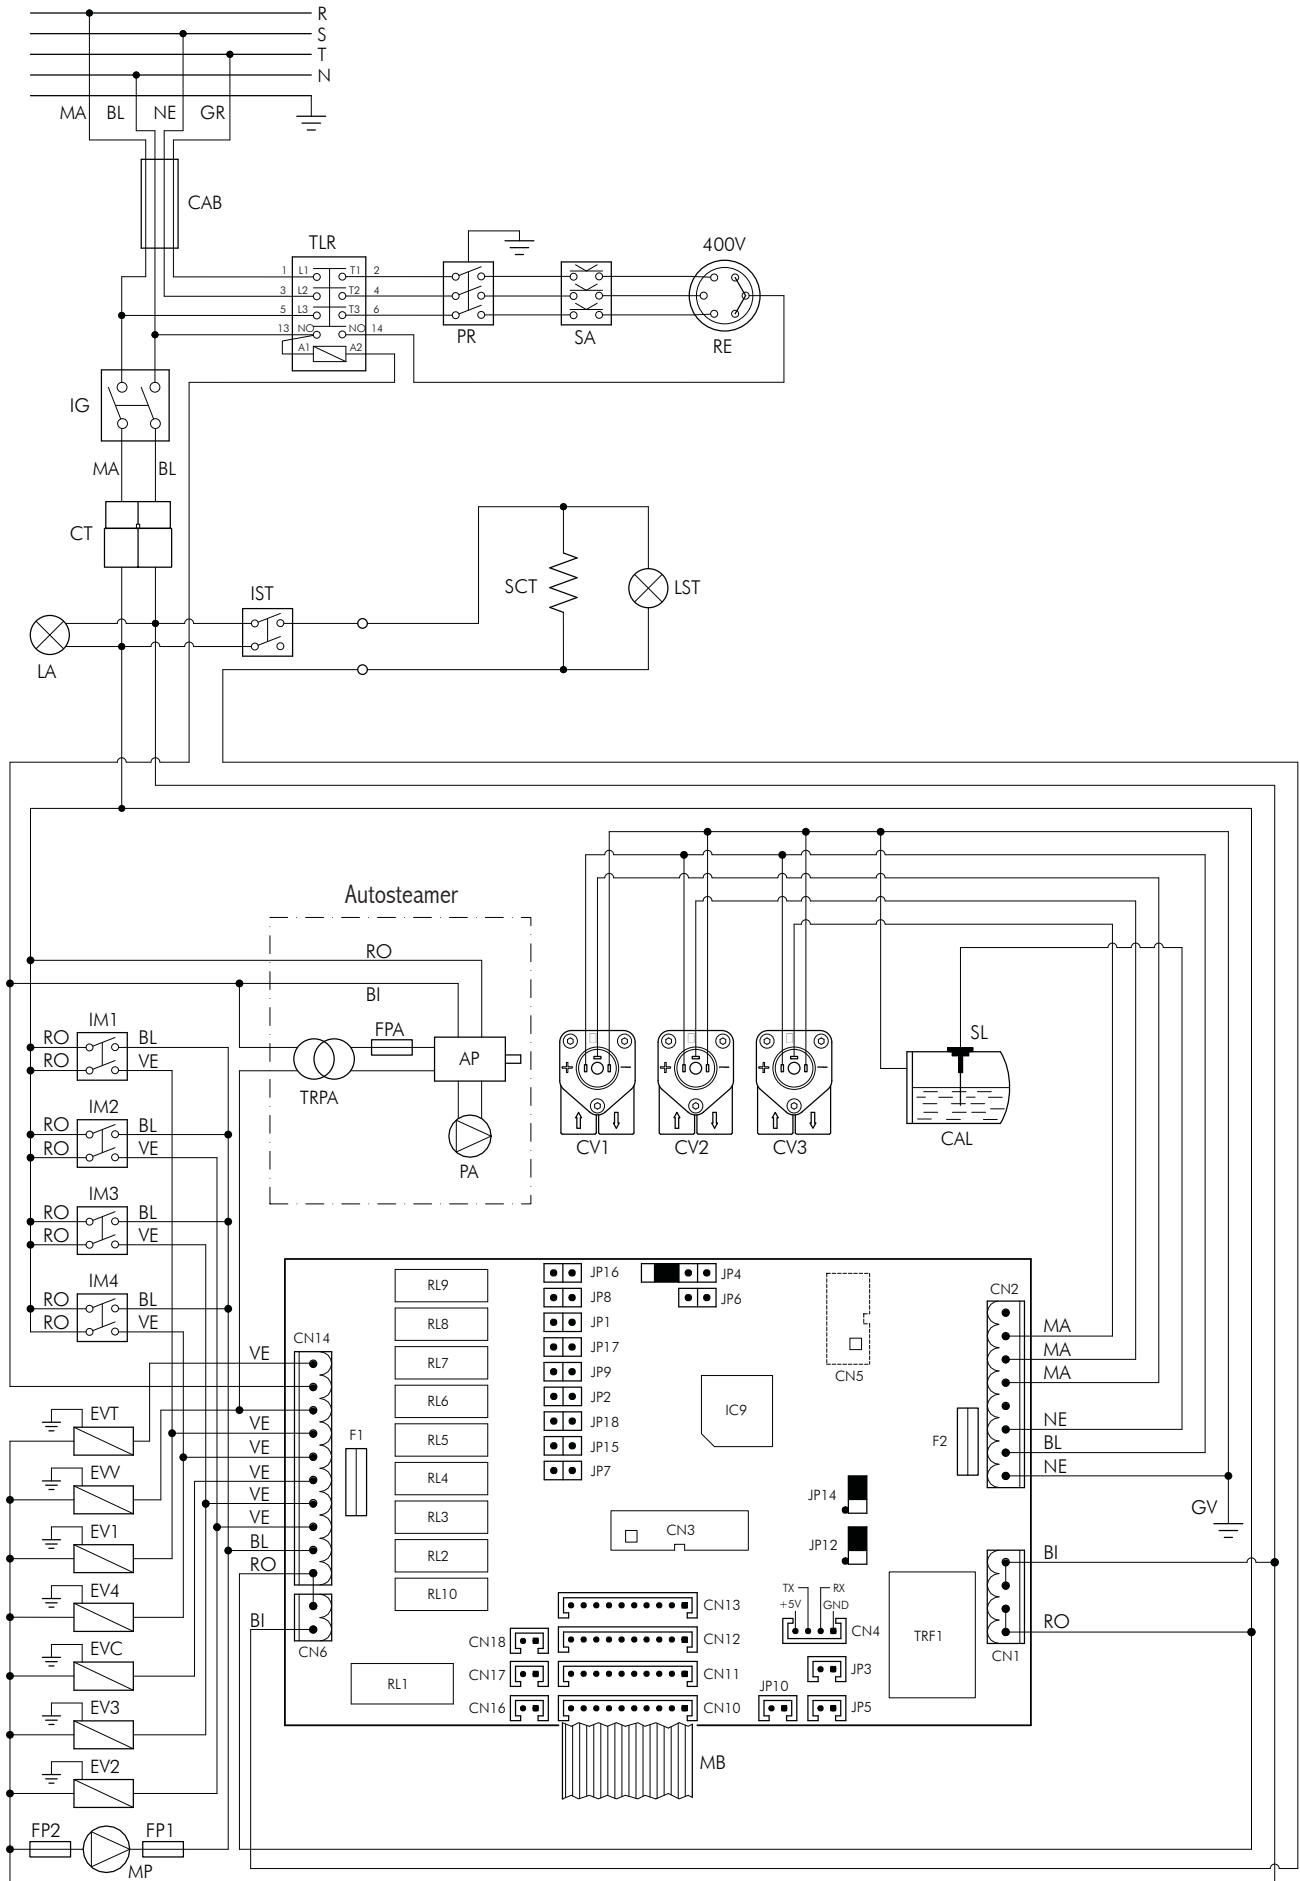 R
S
T
N
MA BL NE GR
CAB
TLR
400V
1 L1 T1 2
3 L2 T2 4
5 L3 T3 6
13 NO NO 14
A1 A2
PR
SA
RE
IG
MA BL
CT
IST
SCT
LST
LA
Autosteamer
RO
BI
IM1
FPA
RO BL
RO VE
AP
SL
TRPA
IM2
RO BL
RO VE
CAL
+ − + − + −
CV1 CV2 CV3
PA
IM3
RO BL
RO VE
IM4
RO BL
RO VE
CN14
RL9 JP16 JP4
RL8 JP8 JP6
JP1
RL7 JP17
RL6 JP9
JP2
RL5 JP18
RL4 JP15
JP7
RL3
RL2
RL10
CN5
CN2
MA
MA
MA
NE
BL
NE
IC9
F1
F2
VE
VE
VE
VE
VE
VE
BL
RO
BI
EVT
EVV
EV1
EV4
EVC
EV3
EV2
JP14
CN3
JP12
GV
BI
RO
CN6
TX RX
+5V GND
CN13
CN4
TRF1
CN1
CN18 CN12
CN17 CN11 JP3
RL1
JP10
CN16 CN10 JP5
MB
FP2 FP1
MP